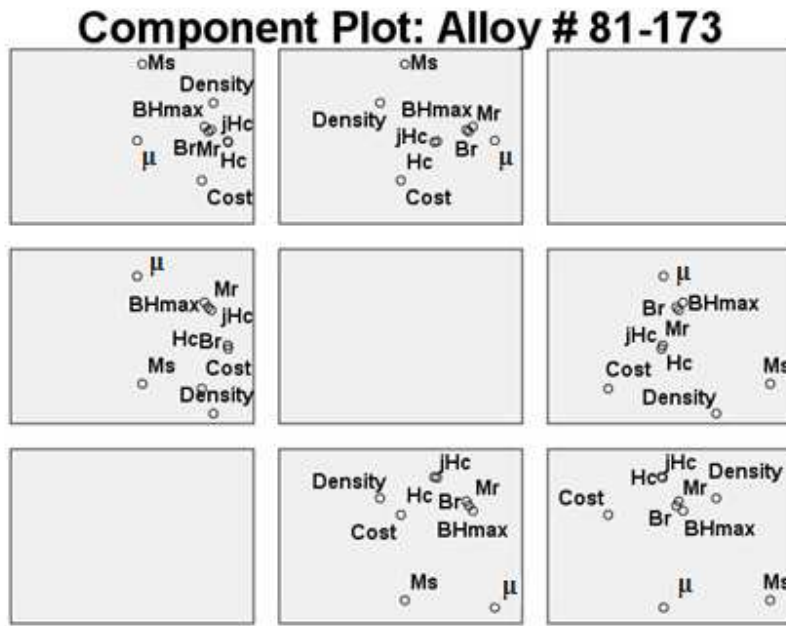 Component Plot: Alloy # 81-173
Ms
Density
BHmax
jHc
BrMr
Hc
μ
Cost
Ms
BHmax Mr
Density
jHc
Br
Hc
μ
Cost
μ
Mr
BHmax
jHc
HcBr
Ms
Cost
Density
μ
Br
BHmax
jHc
Mr
Hc
Cost
Ms
Density
jHc
Density
Hc
Br
Mr
Cost
BHmax
Ms
μ
jHc
Hc
Density
Mr
Cost
Br
BHmax
μ
Ms